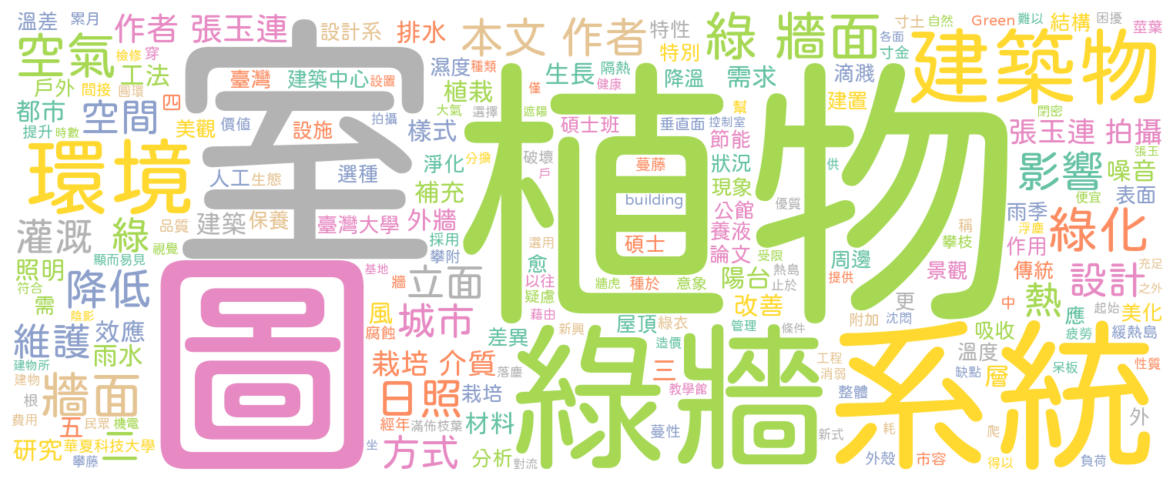 溫差 累月 作者 張玉連 設計系 排水 本文 作者 特性 綠 牆面 寸土 自然 Green 難以 結構 困擾
空氣 檢修 穿 工法 室 特別 寸金 建築物 各面 莖葉
戶外 間接 圓環 四 臺灣 建築中心 設置 濕度 種類 生長 隔熱 降溫 需求 滴濺
都市 空間 美觀 價值 設施 拍攝 樣式 植栽 大氣 選擇 健康 遮陽 幫 建置 閉密
提升 時數 僅 碩士班 垂直面 控制室 節能 張玉連 拍攝 張玉
環境 淨化 分擔 破壞 戶 蔓藤 植物 狀況 供 影響 噪音
人工 生態 選種 補充 building 現象 優質 表面 便宜
灌溉 綠 品質 建築 保養 臺灣大學 外牆 公館 養液 稱 雨季 浮塵 綠化
視覺 採用 選用 碩士 論文 受限 攀枝 作用
照明 顯而易見 攀附 愈 周邊 景觀 傳統 充足
符合 需 降低 基地 牆 圖 立面 以往 疑慮 牆虎 種於 意象 陽台 熱島 止於 提供 更 中 熱 設計 之外
陰影 風 藉由 改善 附加 沈悶 應 起始 美化
維護 效應 腐蝕 城市 差異 新興 屋頂 綠衣 管理 條件 吸收 疲勞 緩熱島
建物所 雨水 造價 綠牆 工程 溫度 系統 呆板
建物 牆面 栽培 介質 落塵 三 消弱 缺點 層 性質
根 日照 栽培 教學館 整體
費用 五 民眾 機電 二 經年 滿佈枝葉 材料 蔓性 新式 耗 爬 市容 外
研究 華夏科技大學 坐 方式 分析 對流 外殼 得以 負荷
攀藤